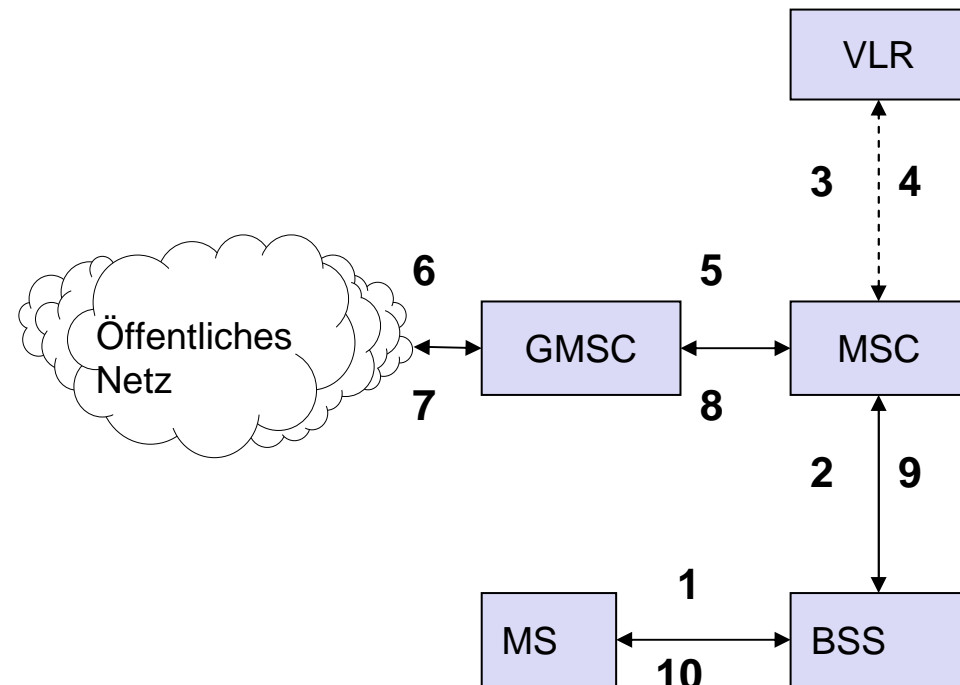 VLR
3 4
6 5
Öffentliches
Netz
GMSC
MSC
7 8
2 9
1
MS
BSS
10